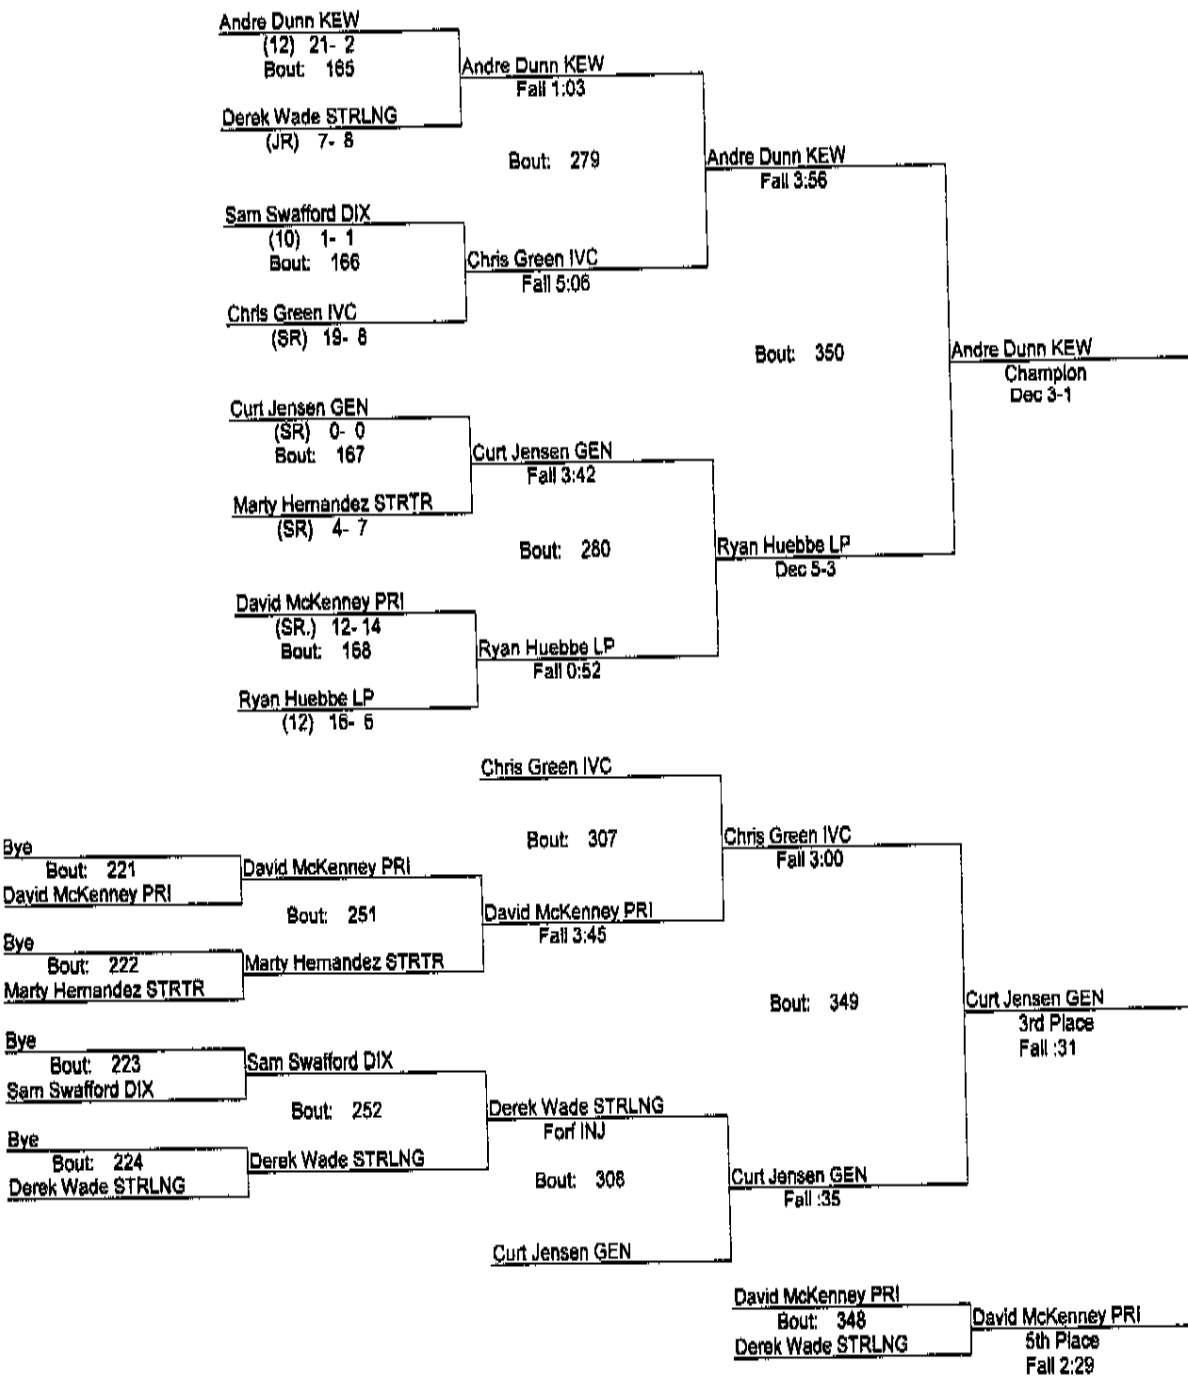 Andre Dunn KEW
(12) 21- 2
Bout: 165
Derek Wade STRLNG
(JR) 7- 8
Andre Dunn KEW
Fall 1:03
Bout: 279
Sam Swafford DIX
(10) 1- 1
Bout: 166
Chris Green IVC
(SR) 19- 8
Chris Green IVC
Fall 5:06
Andre Dunn KEW
Fall 3:56
Bout: 350
Andre Dunn KEW
Champion
Dec 3-1
Curt Jensen GEN
(SR) 0- 0
Bout: 167
Marty Hernandez STRTR
(SR) 4- 7
Curt Jensen GEN
Fall 3:42
Bout: 280
Ryan Huebbe LP
Dec 5-3
David McKenney PRI
(SR.) 12- 14
Bout: 168
Ryan Huebbe LP
(12) 16- 6
Ryan Huebbe LP
Fall 0:52
Chris Green IVC
Bout: 307
Chris Green IVC
Fall 3:00
Bye
Bout: 221
David McKenney PRI
David McKenney PRI
Bout: 251
David McKenney PRI
Fall 3:45
Bye
Bout: 222
Marty Hernandez STRTR
Marty Hernandez STRTR
Bout: 349
Curt Jensen GEN
3rd Place
Fall :31
Bye
Bout: 223
Sam Swafford DIX
Sam Swafford DIX
Bout: 252
Derek Wade STRLNG
Forf INJ
Bye
Bout: 224
Derek Wade STRLNG
Derek Wade STRLNG
Bout: 308
Curt Jensen GEN
Fall :35
Curt Jensen GEN
David McKenney PRI
Bout: 348
Derek Wade STRLNG
David McKenney PRI
5th Place
Fall 2:29